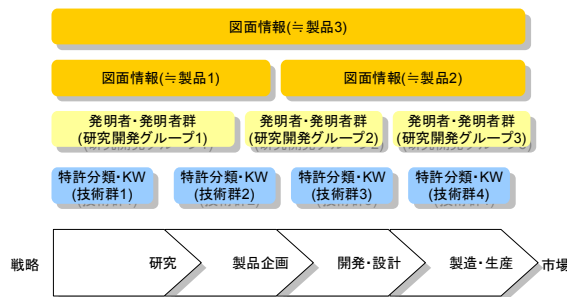 図面情報(≒製品3)
図面情報(≒製品1)
図面情報(≒製品2)
発明者・発明者群
(研究開発グループ1)
発明者・発明者群
(研究開発グループ2)
発明者・発明者群
(研究開発グループ3)
特許分類・KW
(技術群1)
特許分類・KW
(技術群2)
特許分類・KW
(技術群3)
特許分類・KW
(技術群4)
戦略
研究
製品企画
開発・設計
製造・生産
市場